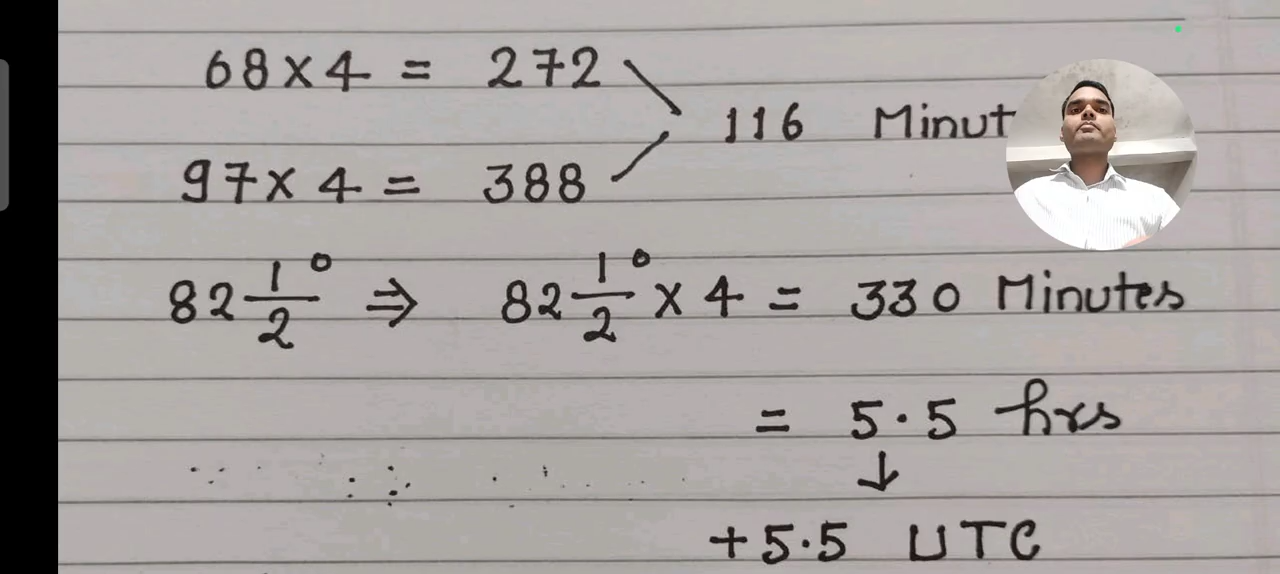 68 x 4 = 272
116 Minut
97 x 4 = 388
82 1/2° ⇒ 82 1/2° x 4 = 330 Minutes
= 5.5 hrs
↓
+5.5 UTC